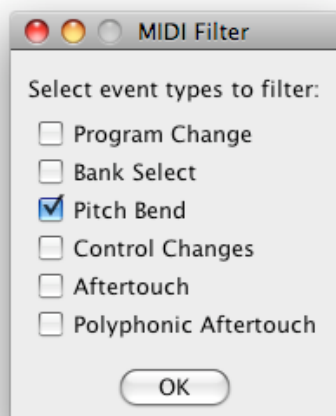 MIDI Filter
Select event types to filter:
Program Change
Bank Select
Pitch Bend
Control Changes
Aftertouch
Polyphonic Aftertouch
OK